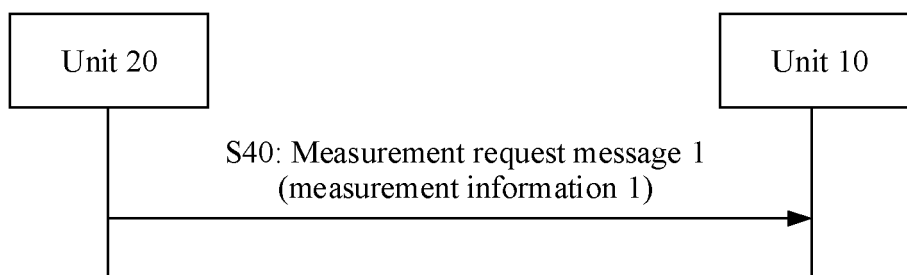 Unit 20
Unit 10
S40: Measurement request message 1
(measurement information 1)